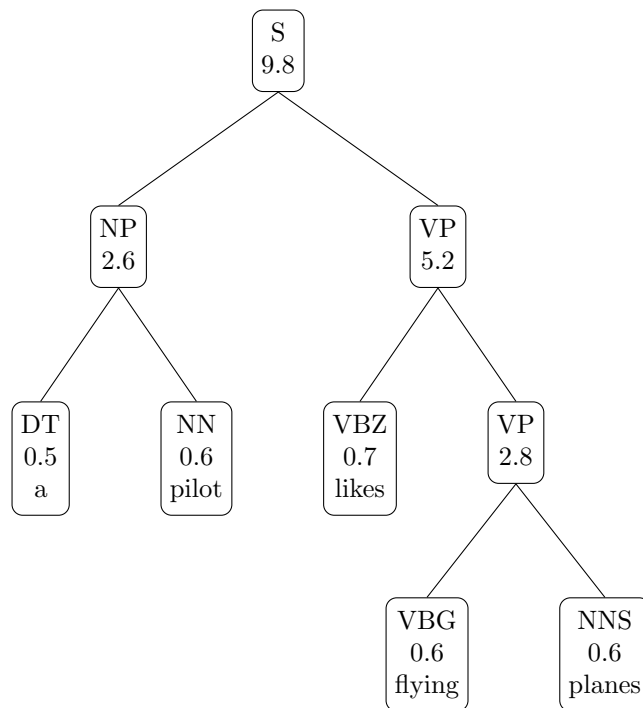 S
9.8
NP
2.6
VP
5.2
DT
0.5
a
NN
0.6
pilot
VBZ
0.7
likes
VP
2.8
VBG
0.6
flying
NNS
0.6
planes